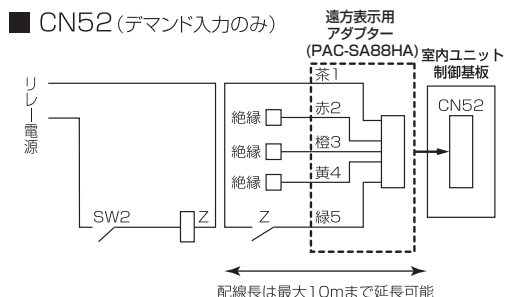 ■ CN52(デマンド入力のみ)
遠方表示用
アダプター
(PAC-SA88HA)
室内ユニット
制御基板
リレー電源
茶1
赤2
橙3
黄4
緑5
絶縁
絶縁
絶縁
CN52
SW2
Z
Z
配線長は最大10mまで延長可能